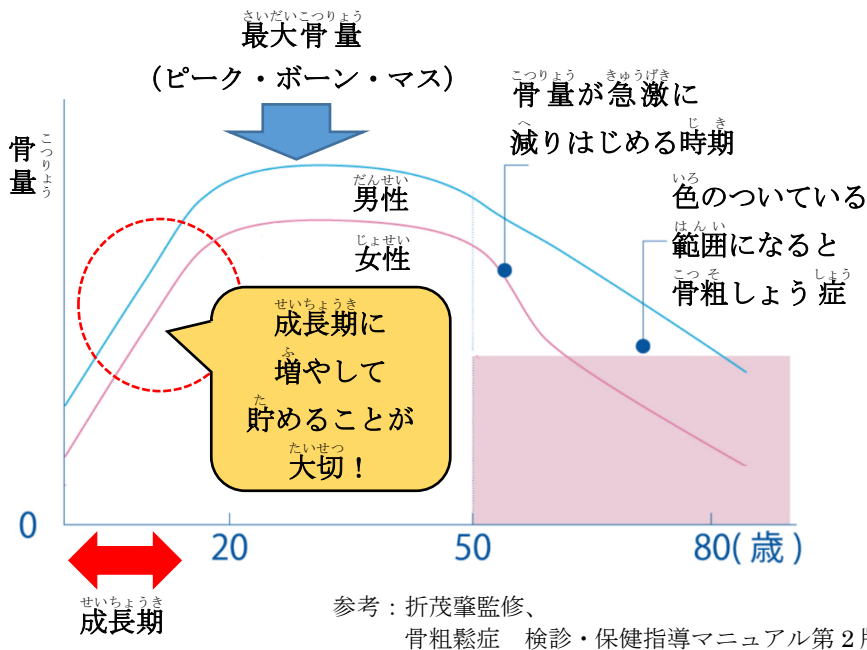 最大骨量
(ピーク・ボーン・マス)
骨量
骨量が急激に
減りはじめる時期
色のついている
範囲になると
骨粗しょう症
男性
女性
成長期に
増やして
貯めることが
大切！
0
20
50
80(歳)
成長期
参考：折茂肇監修、
骨粗鬆症　検診・保健指導マニュアル第2